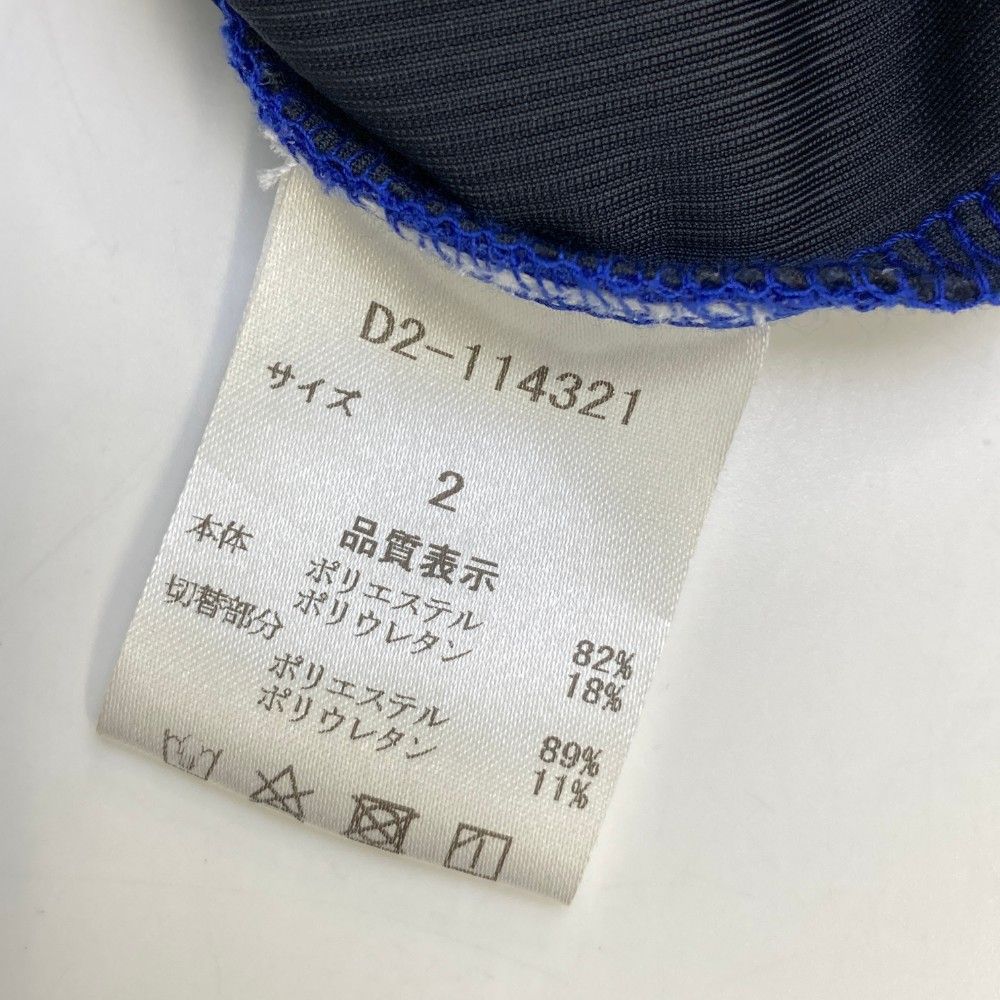 D2-114321
サイズ
2
品質表示
本体
ポリエステル 82%
ポリウレタン 18%
切替部分
ポリエステル 89%
ポリウレタン 11%